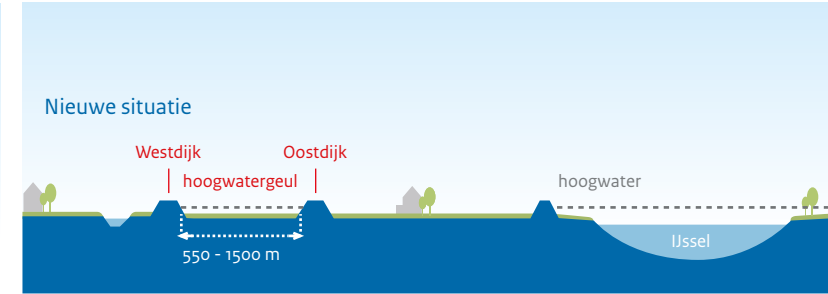 Nieuwe situatie
Westdijk
Oostdijk
hoogwatergeul
hoogwater
IJssel
550 - 1500 m